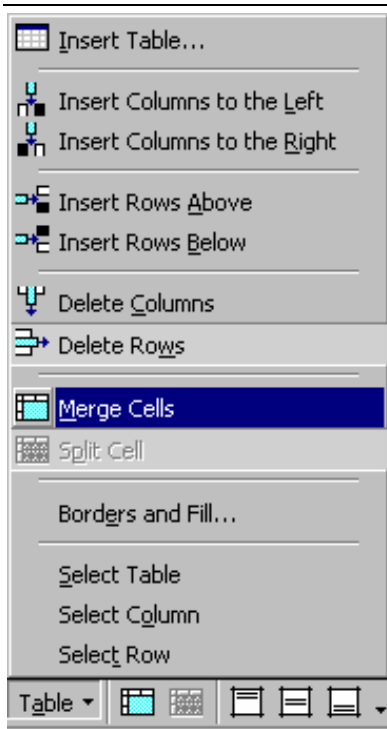 Insert Table...
Insert Columns to the Left
Insert Columns to the Right
Insert Rows Above
Insert Rows Below
Delete Columns
Delete Rows
Merge Cells
Split Cell
Borders and Fill...
Select Table
Select Column
Select Row
Table